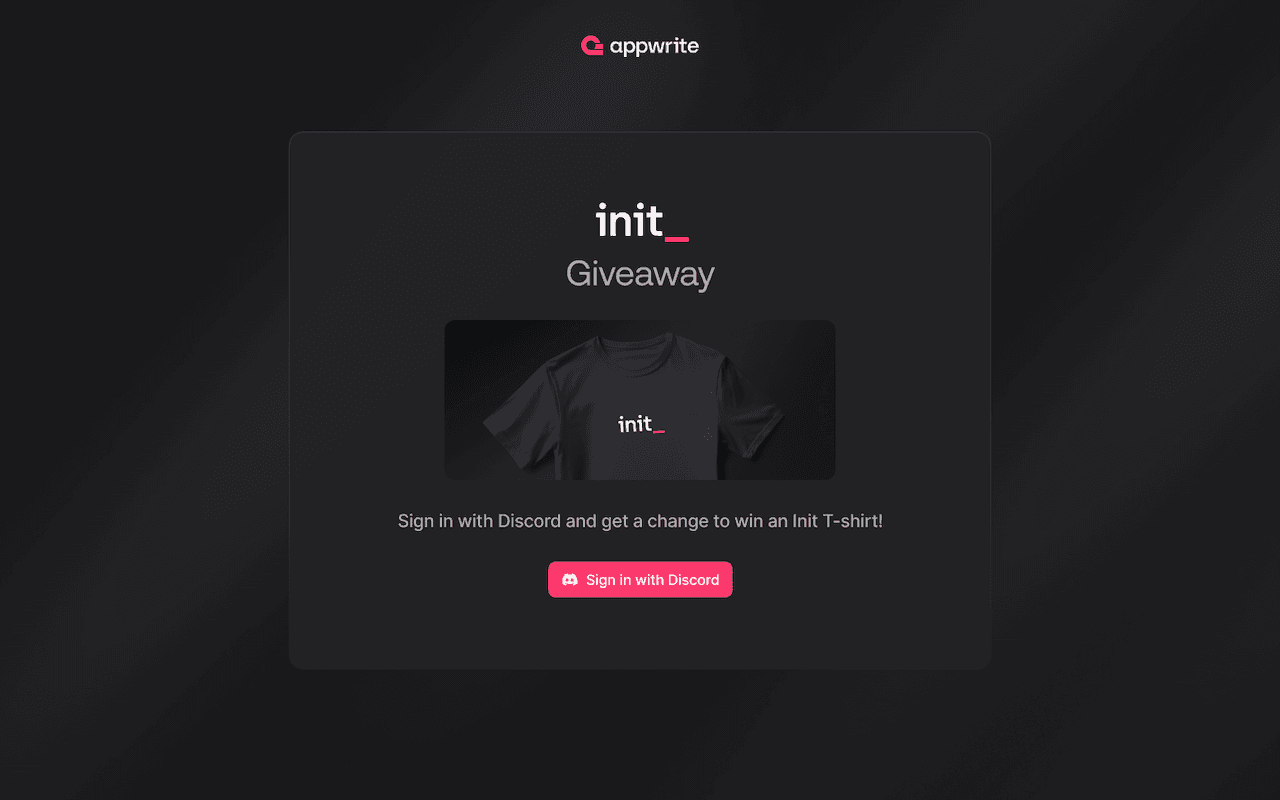 appwrite
init_
Giveaway
init_
Sign in with Discord and get a change to win an Init T-shirt!
Sign in with Discord